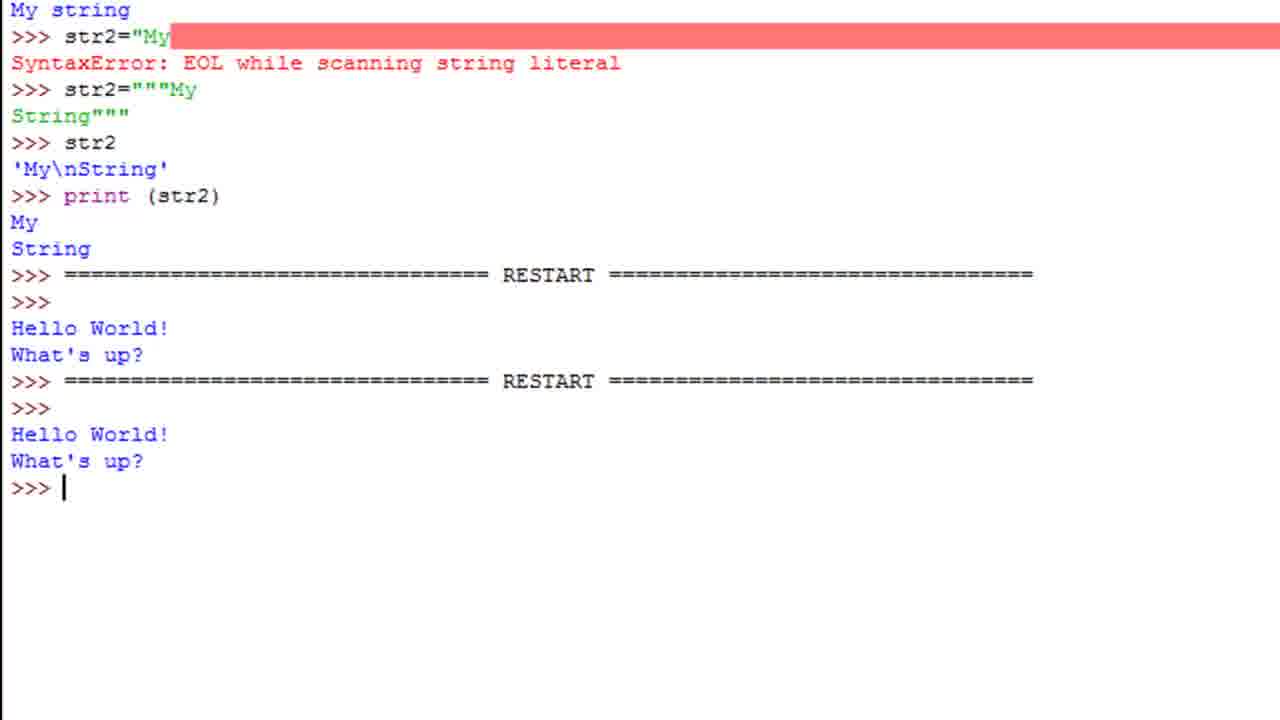 My string
>>> str2="My
SyntaxError: EOL while scanning string literal
>>> str2="""My
String"""
>>> str2
'My\nString'
>>> print (str2)
My
String
>>> ================================ RESTART ================================
>>>
Hello World!
What's up?
>>> ================================ RESTART ================================
>>>
Hello World!
What's up?
>>>